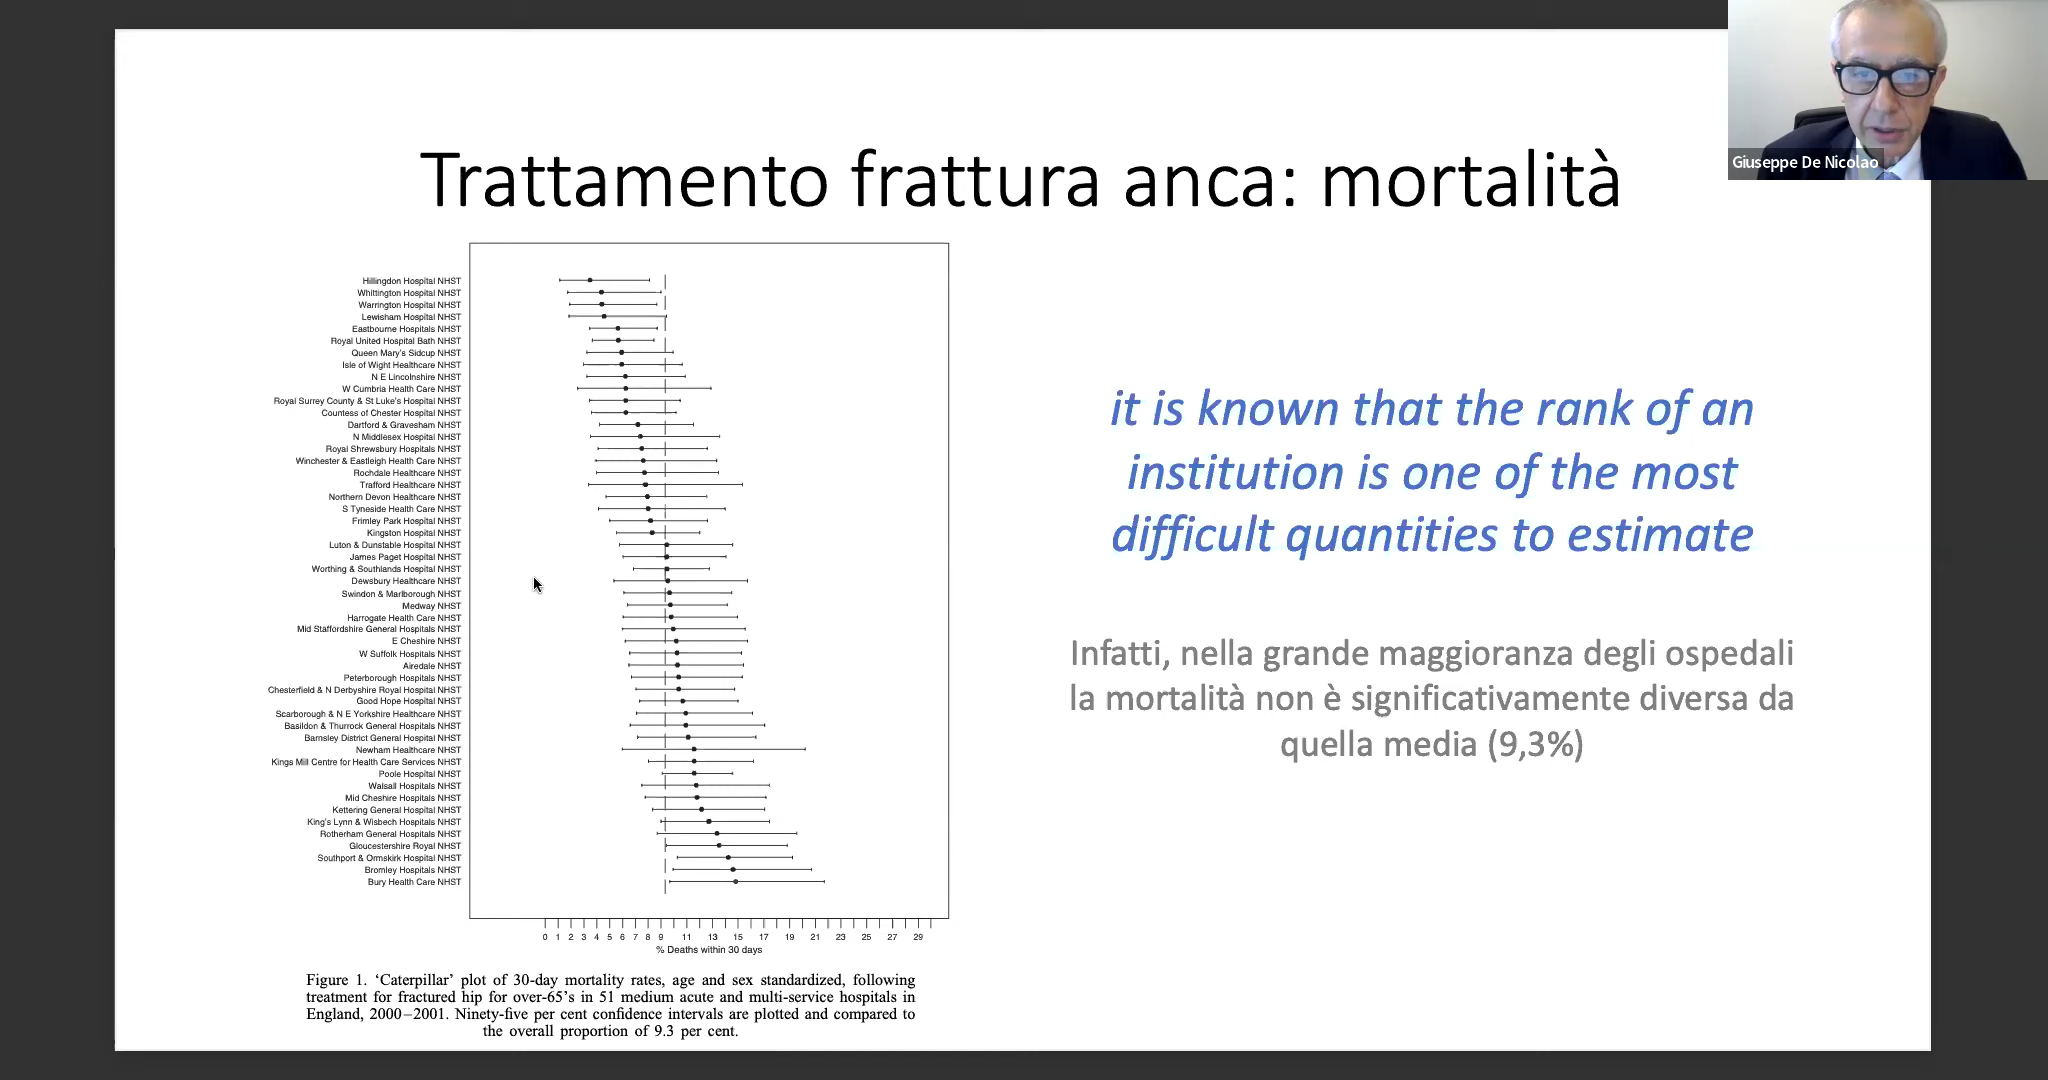 Giuseppe De Nicolao
Trattamento frattura anca: mortalità
Hillingdon Hospital NHST
Whittington Hospital NHST
Warrington Hospital NHST
Lewisham Hospital NHST
Eastbourne Hospitals NHST
Royal United Hospital Bath NHST
Queen Mary's Sidcup NHST
Isle of Wight Healthcare NHST
N E Lincolnshire NHST
W Cumbria Health Care NHST
Royal Surrey County & St Luke's Hospital NHST
Countess of Chester Hospital NHST
Dartford & Gravesham NHST
N Middlesex Hospital NHST
Royal Shrewsbury Hospitals NHST
Winchester & Eastleigh Health Care NHST
Rochdale Healthcare NHST
Trafford Healthcare NHST
Northern Devon Healthcare NHST
S Tyneside Health Care NHST
Frimley Park Hospital NHST
Kingston Hospital NHST
Luton & Dunstable Hospital NHST
James Paget Hospital NHST
Worthing & Southlands Hospital NHST
Dewsbury Healthcare NHST
Swindon & Marlborough NHST
Medway NHST
Harrogate Health Care NHST
Mid Staffordshire General Hospitals NHST
E Cheshire NHST
W Suffolk Hospitals NHST
Airedale NHST
Peterborough Hospitals NHST
Chesterfield & N Derbyshire Royal Hospital NHST
Good Hope Hospital NHST
Scarborough & N E Yorkshire Healthcare NHST
Basildon & Thurrock General Hospitals NHST
Barnsley District General Hospital NHST
Newham Healthcare NHST
Kings Mill Centre for Health Care Services NHST
Poole Hospital NHST
Walsall Hospitals NHST
Mid Cheshire Hospitals NHST
Kettering General Hospital NHST
King's Lynn & Wisbech Hospitals NHST
Rotherham General Hospitals NHST
Gloucestershire Royal NHST
Southport & Ormskirk Hospital NHST
Bromley Hospitals NHST
Bury Health Care NHST
0 1 2 3 4 5 6 7 8 9 11 13 15 17 19 21 23 25 27 29
% Deaths within 30 days
Figure 1. ‘Caterpillar’ plot of 30-day mortality rates, age and sex standardized, following
treatment for fractured hip for over-65's in 51 medium acute and multi-service hospitals in
England, 2000–2001. Ninety-five per cent confidence intervals are plotted and compared to
the overall proportion of 9.3 per cent.
it is known that the rank of an
institution is one of the most
difficult quantities to estimate
Infatti, nella grande maggioranza degli ospedali
la mortalità non è significativamente diversa da
quella media (9,3%)